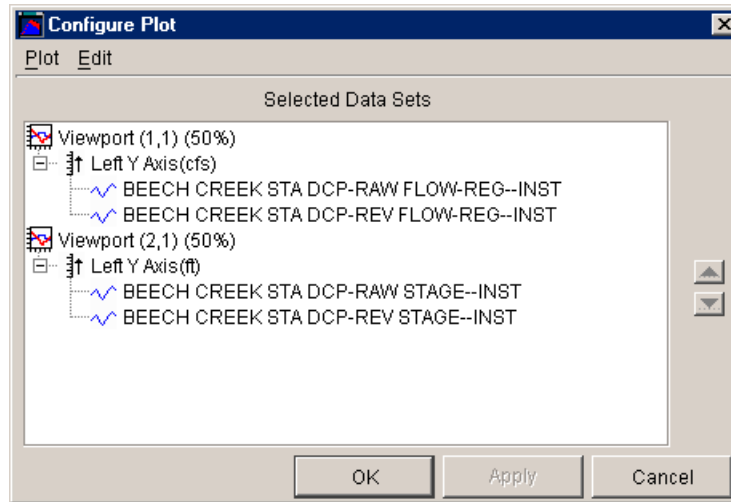 Configure Plot
Plot Edit
Selected Data Sets
Viewport (1,1) (50%)
Left Y Axis(cfs)
BEECH CREEK STA DCP-RAW FLOW-REG--INST
BEECH CREEK STA DCP-REV FLOW-REG--INST
Viewport (2,1) (50%)
Left Y Axis(ft)
BEECH CREEK STA DCP-RAW STAGE--INST
BEECH CREEK STA DCP-REV STAGE--INST
OK Apply Cancel